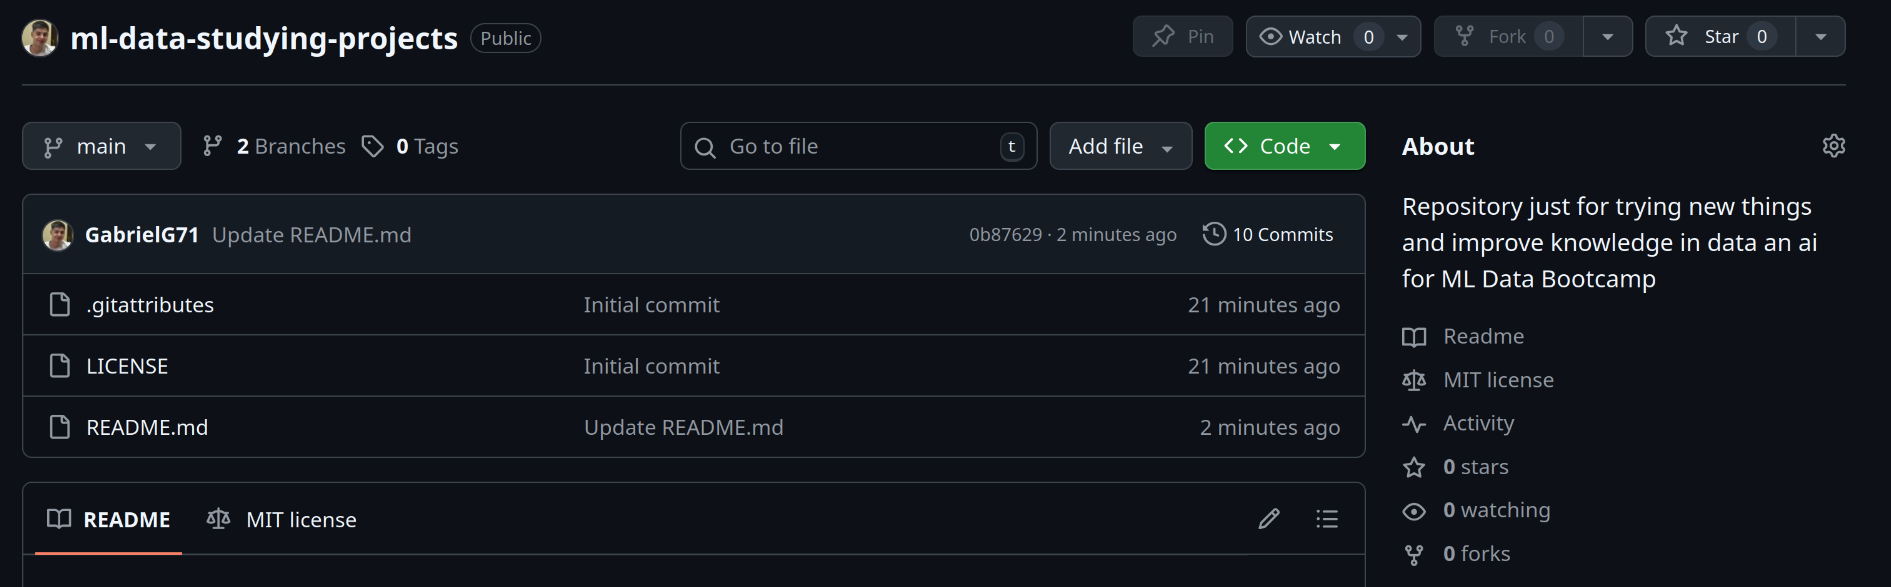 ml-data-studying-projects Public Pin Watch 0 Fork 0 Star 0
main 2 Branches 0 Tags Go to file t Add file Code
GabrielG71 Update README.md 0b87629 · 2 minutes ago 10 Commits
.gitattributes Initial commit 21 minutes ago
LICENSE Initial commit 21 minutes ago
README.md Update README.md 2 minutes ago
README MIT license
About
Repository just for trying new things
and improve knowledge in data an ai
for ML Data Bootcamp
Readme
MIT license
Activity
0 stars
0 watching
0 forks